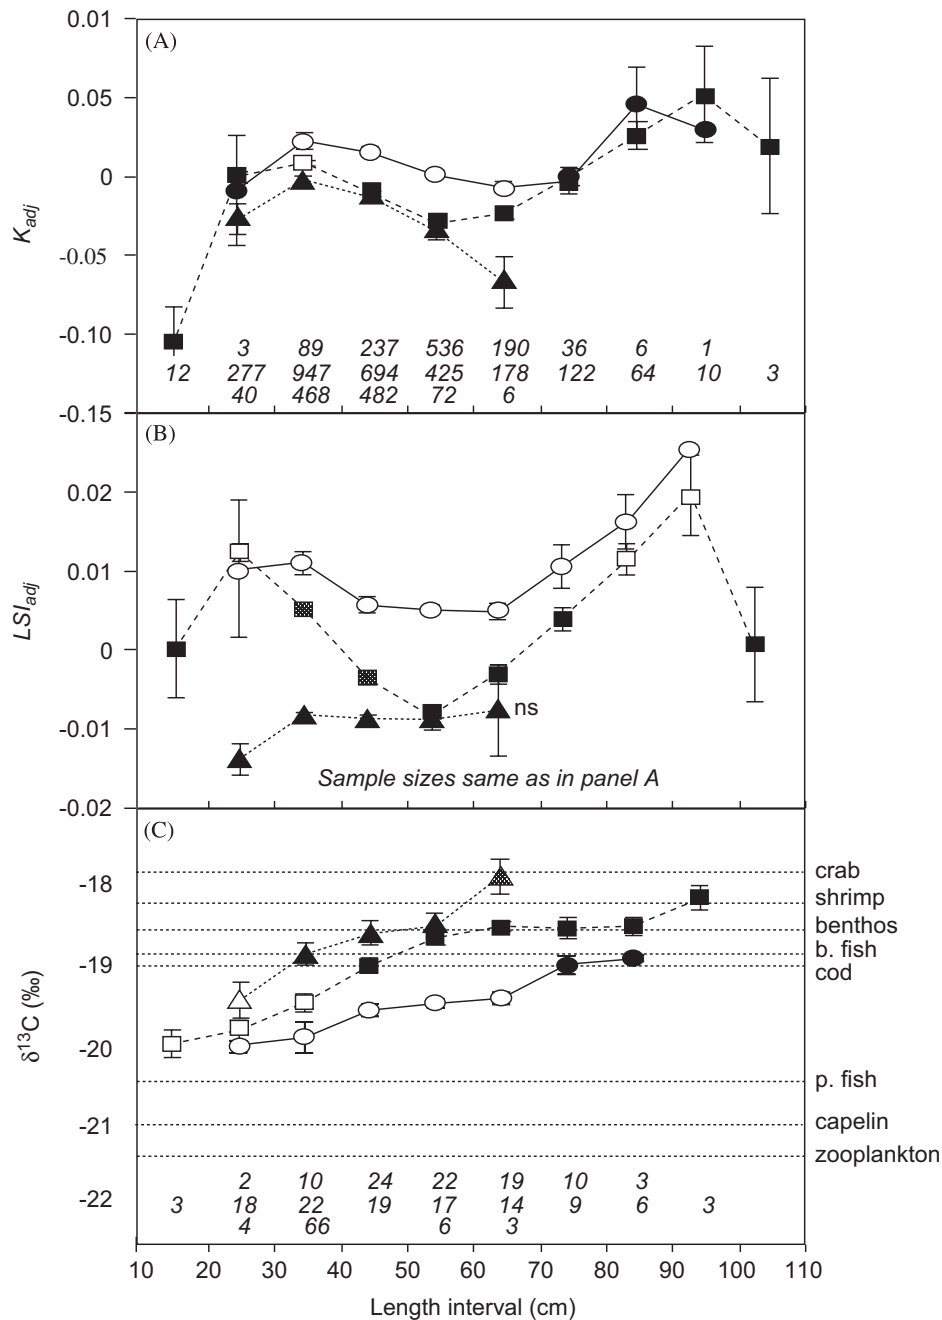 0.01
(A)
0.05
0
-0.05
-0.10
-0.15
K adj
3 89 237 536 190 36 6 1
12 277 947 694 425 178 122 64 10 3
40 468 482 72 6
(B)
0.02
0.01
0
-0.01
-0.02
LSI adj
ns
Sample sizes same as in panel A
(C)
-18
-19
-20
-21
-22
δ13C (‰)
crab
shrimp
benthos
b. fish
cod
p. fish
capelin
zooplankton
2 10 24 22 19 10 3
3 18 22 19 17 14 9 6 3
4 66 6 3
10 20 30 40 50 60 70 80 90 100 110
Length interval (cm)